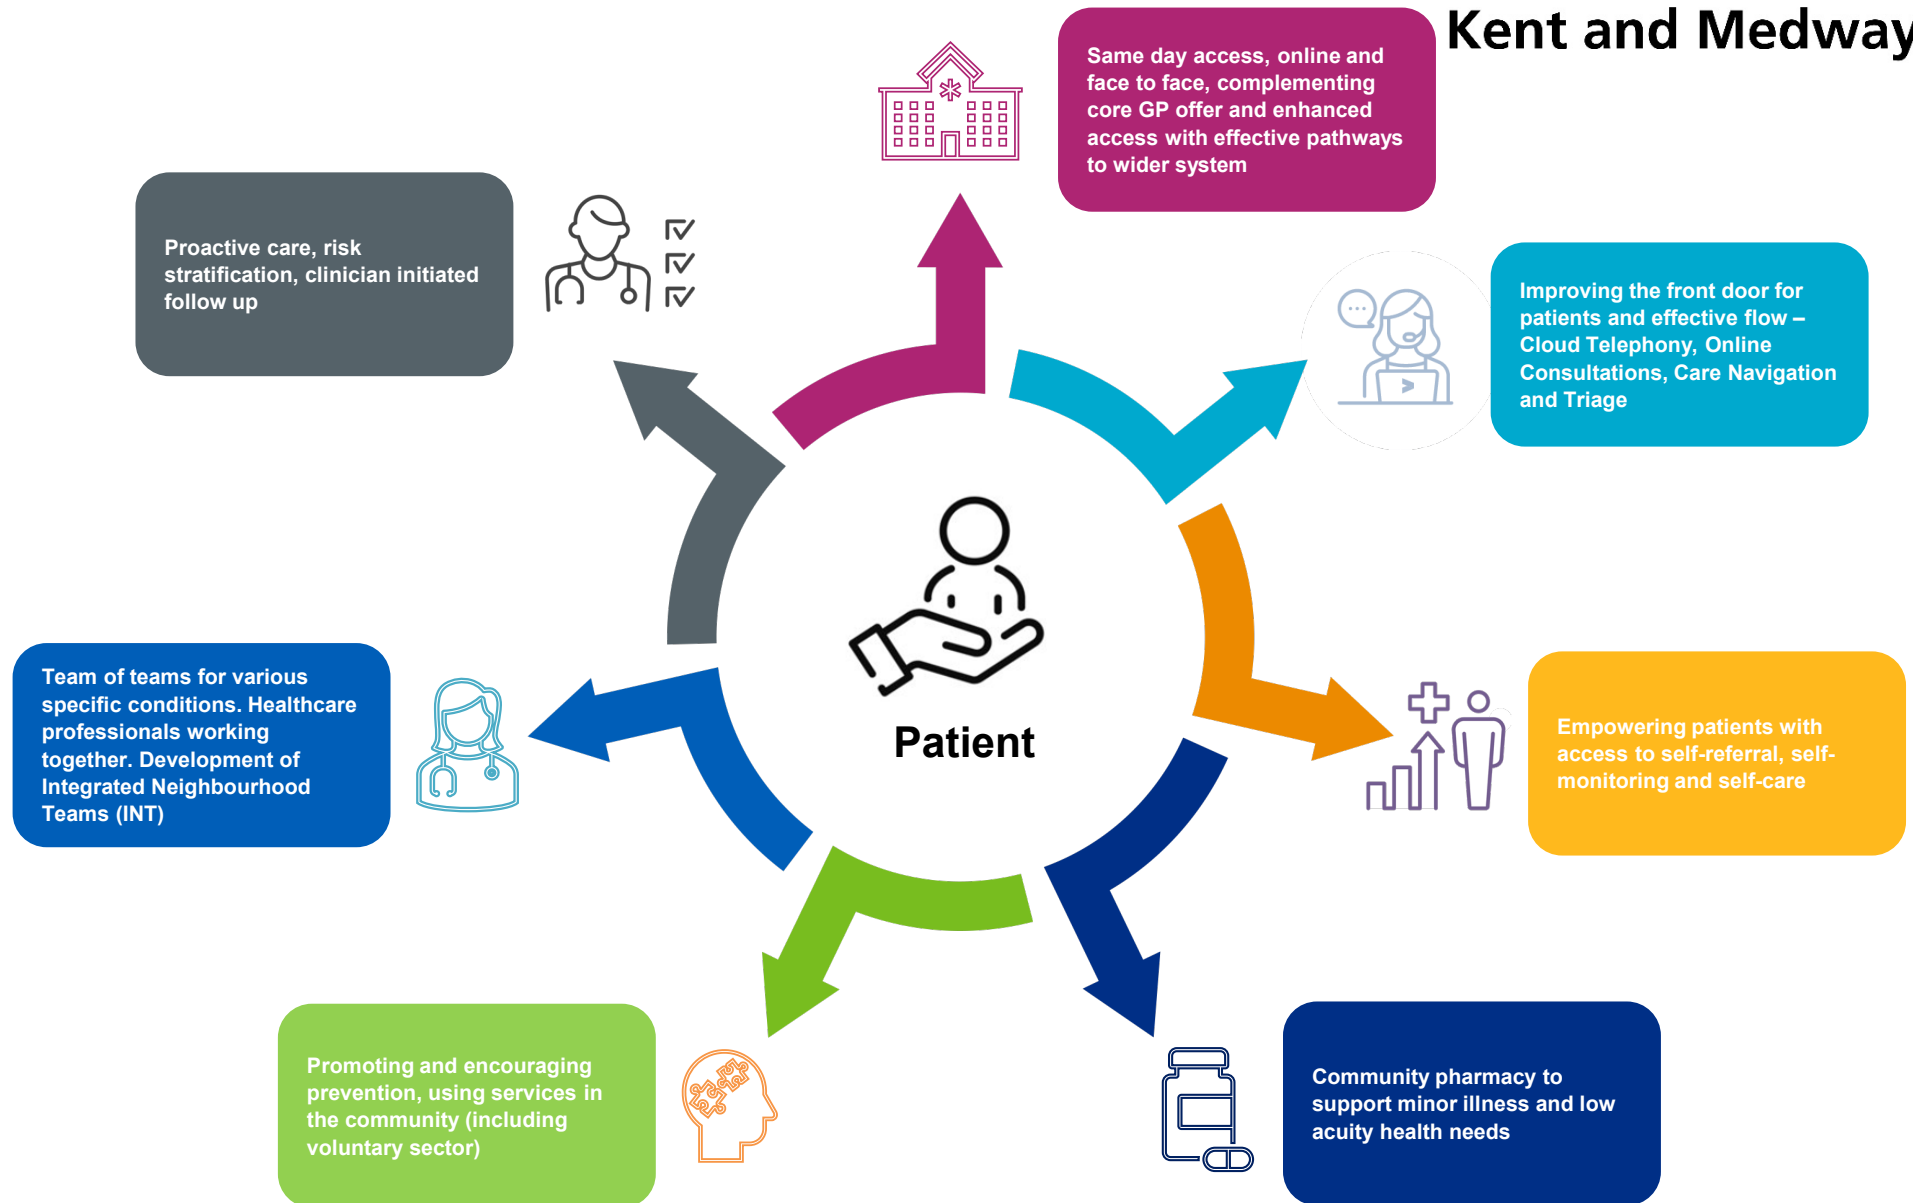 Kent and Medway
Same day access, online and
face to face, complementing
core GP offer and enhanced
access with effective pathways
to wider system
Proactive care, risk
stratification, clinician initiated
follow up
Improving the front door for
patients and effective flow –
Cloud Telephony, Online
Consultations, Care Navigation
and Triage
Team of teams for various
specific conditions. Healthcare
professionals working
together. Development of
Integrated Neighbourhood
Teams (INT)
Patient
Empowering patients with
access to self-referral, self-
monitoring and self-care
Promoting and encouraging
prevention, using services in
the community (including
voluntary sector)
Community pharmacy to
support minor illness and low
acuity health needs